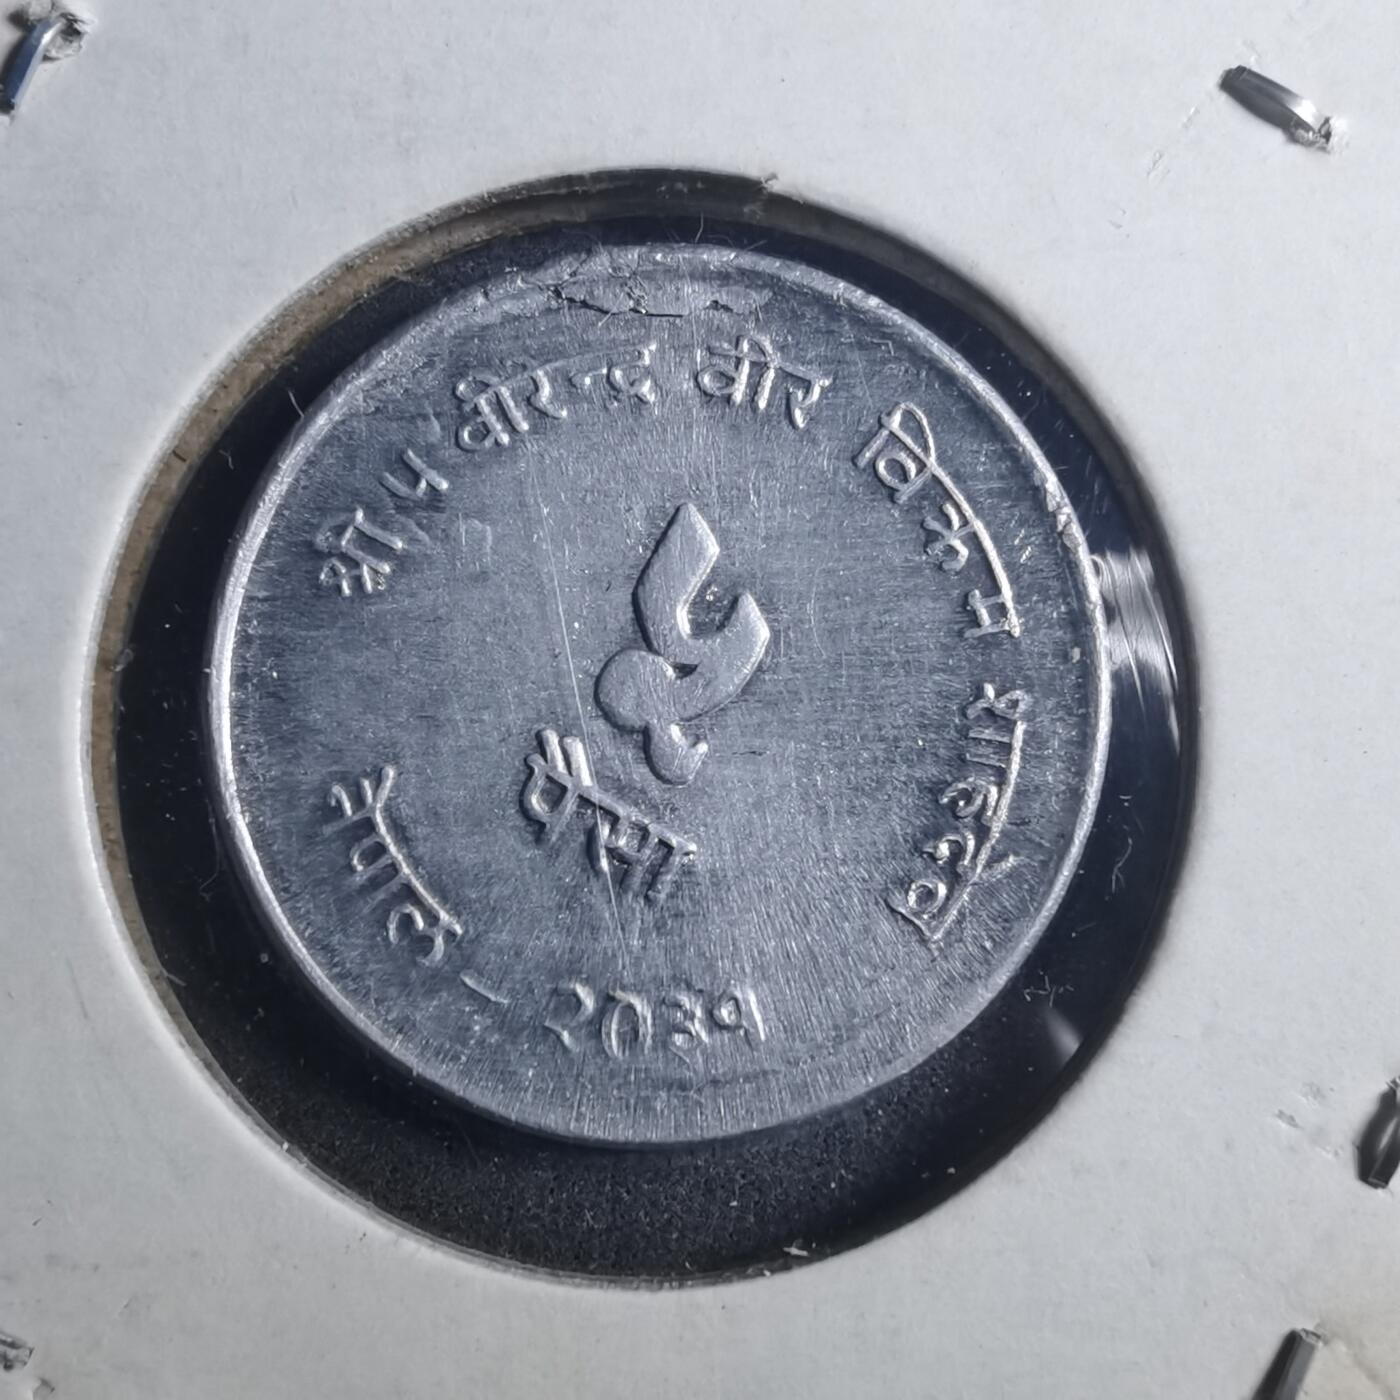 श्री ५ वीरेन्द्र वीर विक्रम शाहदेव
५
पैसा
नेपाल - २०३१